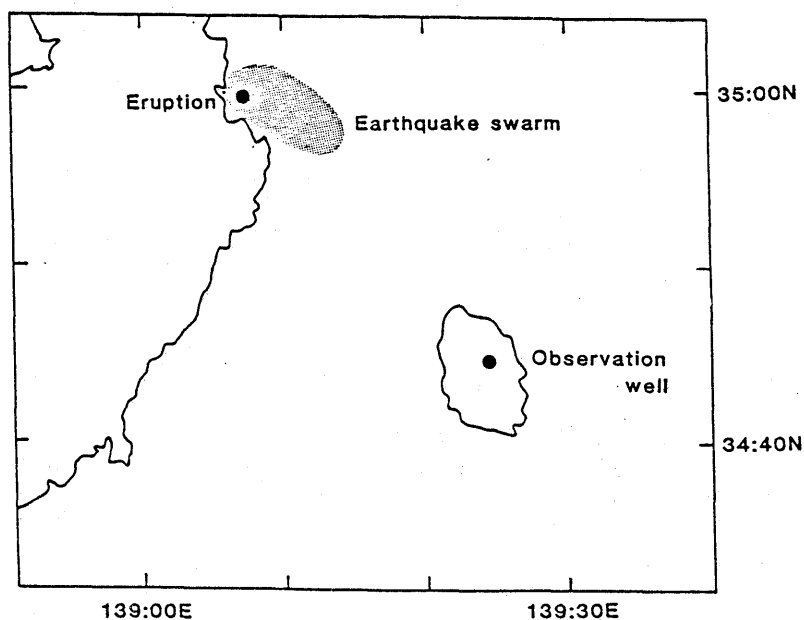 35:00N
Eruption
Earthquake swarm
Observation
well
34:40N
139:00E
139:30E